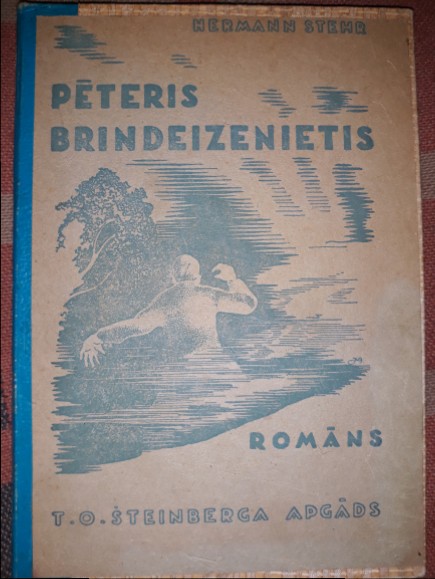 HERMANN STEHR
PĒTERIS
BRINDEIZENIETIS
ROMĀNS
T. O. ŠTEINBERGA APGĀDS